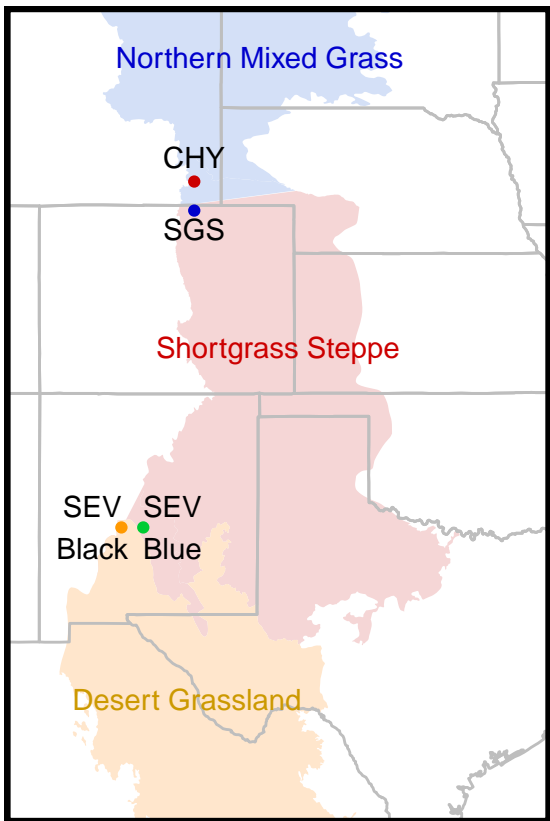 Northern Mixed Grass
CHY
SGS
Shortgrass Steppe
SEV SEV
Black Blue
Desert Grassland